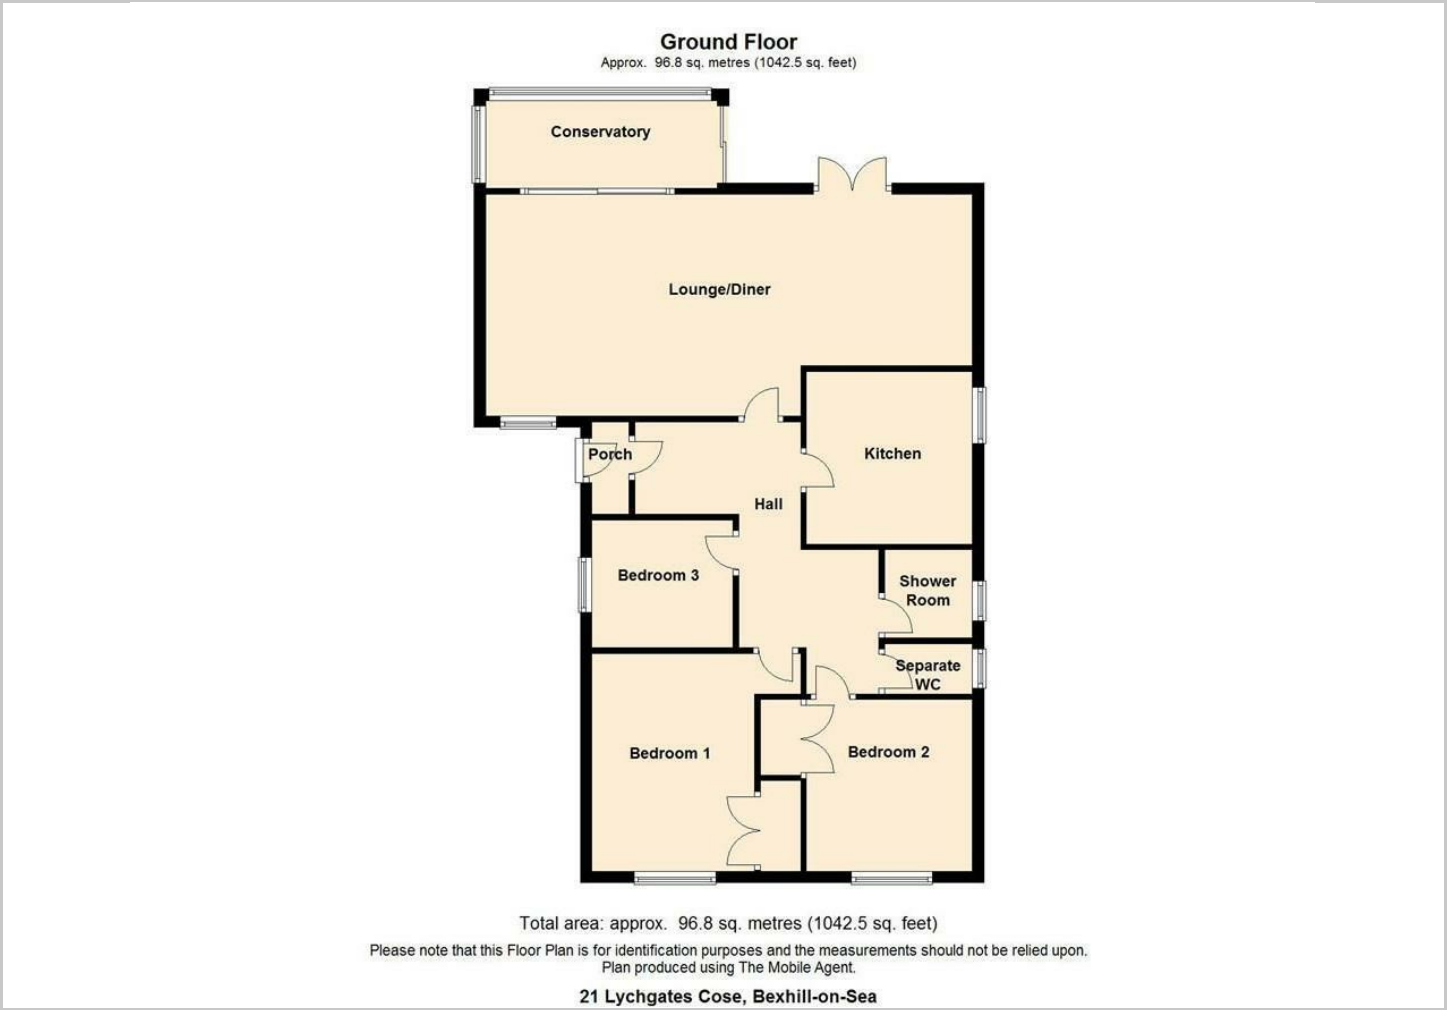 Ground Floor
Approx. 96.8 sq. metres (1042.5 sq. feet)
Conservatory
Lounge/Diner
Porch
Kitchen
Hall
Bedroom 3
Shower
Room
Separate
WC
Bedroom 1
Bedroom 2
Total area: approx. 96.8 sq. metres (1042.5 sq. feet)
Please note that this Floor Plan is for identification purposes and the measurements should not be relied upon.
Plan produced using The Mobile Agent.
21 Lychgates Cose, Bexhill-on-Sea